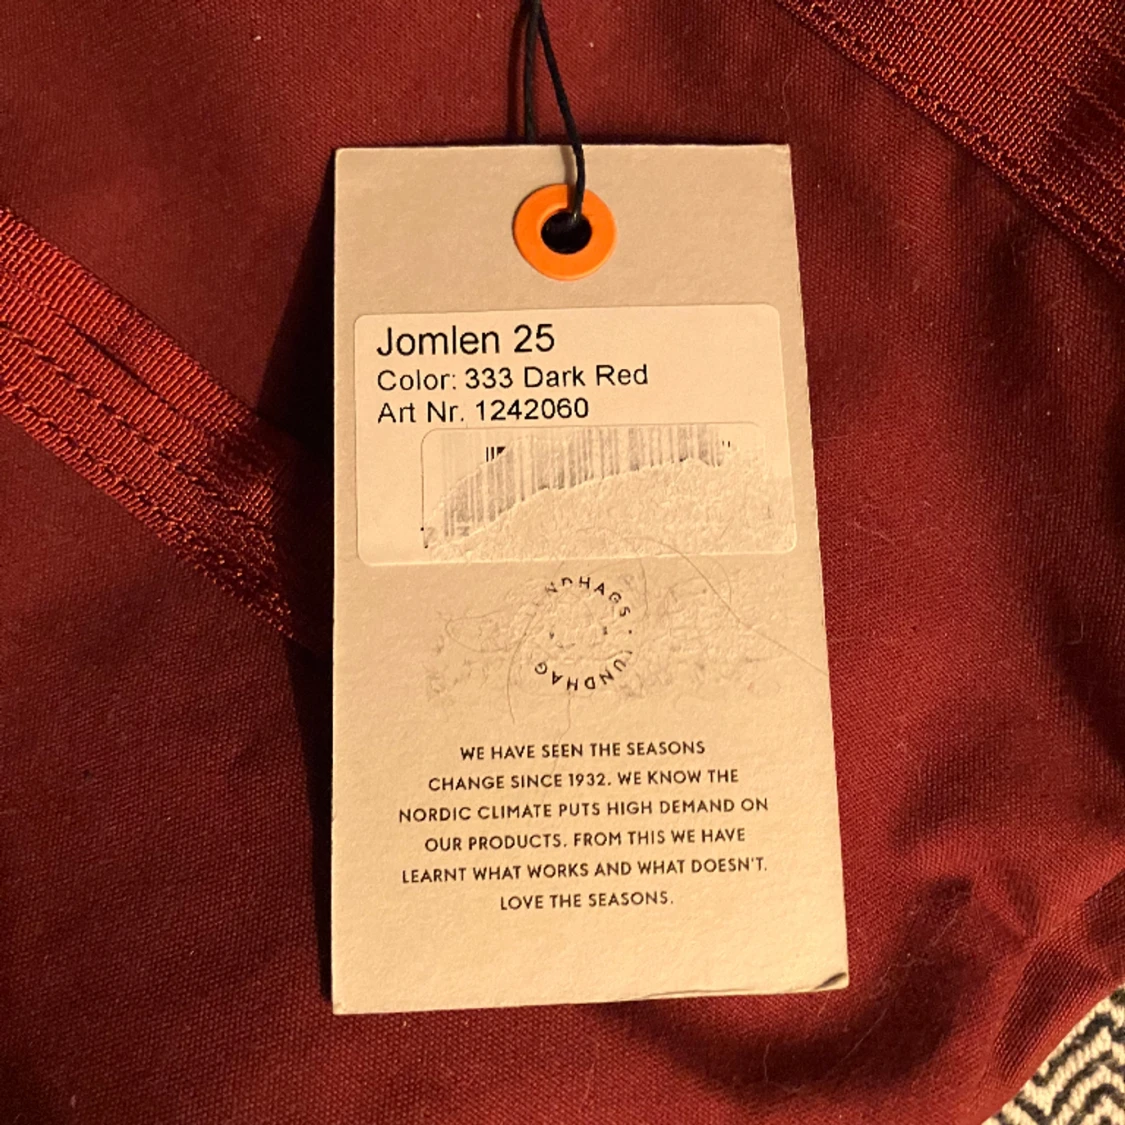 Jomlen 25
Color: 333 Dark Red
Art Nr. 1242060
NDHAGS · UNDHAG
WE HAVE SEEN THE SEASONS
CHANGE SINCE 1932. WE KNOW THE
NORDIC CLIMATE PUTS HIGH DEMAND ON
OUR PRODUCTS. FROM THIS WE HAVE
LEARNT WHAT WORKS AND WHAT DOESN'T.
LOVE THE SEASONS.